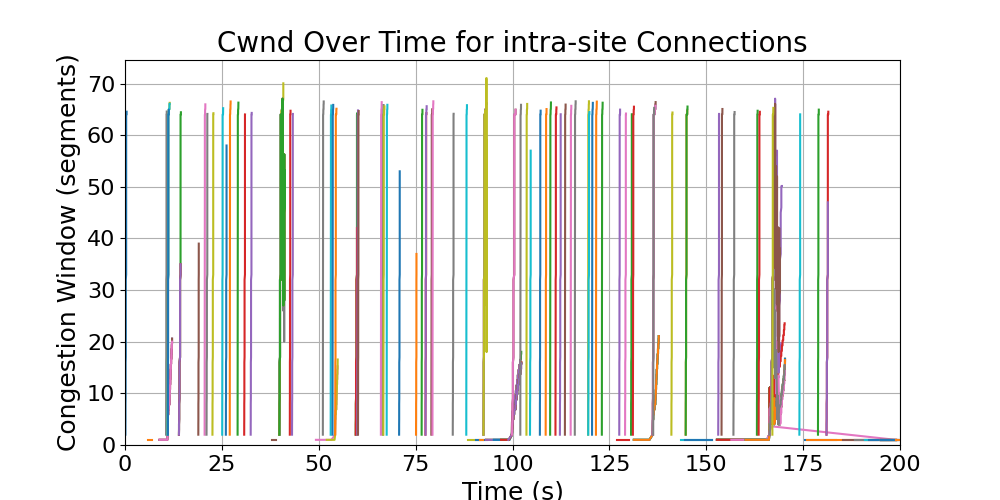 Cwnd Over Time for intra-site Connections
Congestion Window (segments)
70
60
50
40
30
20
10
0
0 25 50 75 100 125 150 175 200
Time (s)